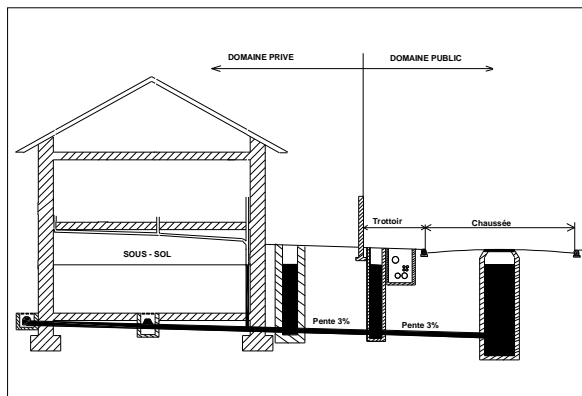 DOMAINE PRIVE
DOMAINE PUBLIC
Trottoir
Chaussée
SOUS - SOL
Pente 3%
Pente 3%